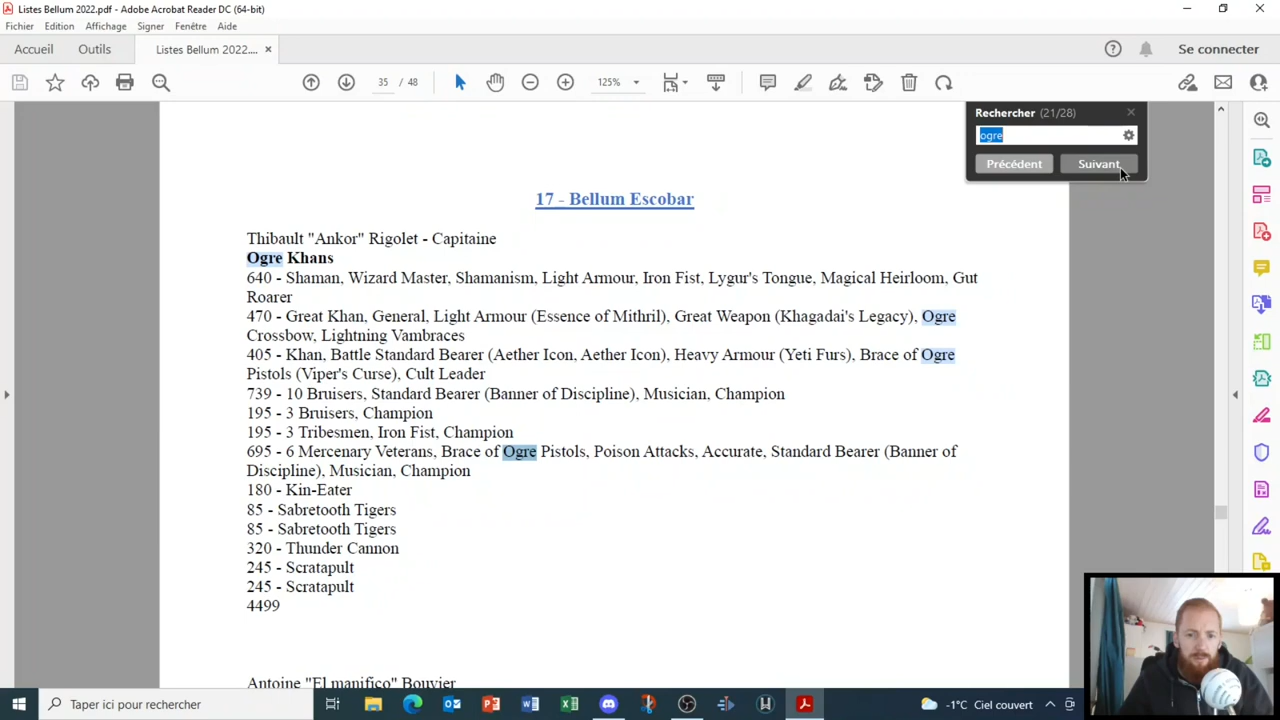 Listes Bellum 2022.pdf - Adobe Acrobat Reader DC (64-bit)
Fichier Edition Affichage Signer Fenêtre Aide
Accueil Outils Listes Bellum 2022.... × Se connecter
35 / 48 125%
Rechercher (21/28)
ogre
Précédent Suivant
17 - Bellum Escobar
Thibault "Ankor" Rigolet - Capitaine
Ogre Khans
640 - Shaman, Wizard Master, Shamanism, Light Armour, Iron Fist, Lygur's Tongue, Magical Heirloom, Gut
Roarer
470 - Great Khan, General, Light Armour (Essence of Mithril), Great Weapon (Khagadai's Legacy), Ogre
Crossbow, Lightning Vambraces
405 - Khan, Battle Standard Bearer (Aether Icon, Aether Icon), Heavy Armour (Yeti Furs), Brace of Ogre
Pistols (Viper's Curse), Cult Leader
739 - 10 Bruisers, Standard Bearer (Banner of Discipline), Musician, Champion
195 - 3 Bruisers, Champion
195 - 3 Tribesmen, Iron Fist, Champion
695 - 6 Mercenary Veterans, Brace of Ogre Pistols, Poison Attacks, Accurate, Standard Bearer (Banner of
Discipline), Musician, Champion
180 - Kin-Eater
85 - Sabretooth Tigers
85 - Sabretooth Tigers
320 - Thunder Cannon
245 - Scratapult
245 - Scratapult
4499
Antoine "El manifico" Bouvier
Taper ici pour rechercher
-1°C Ciel couvert